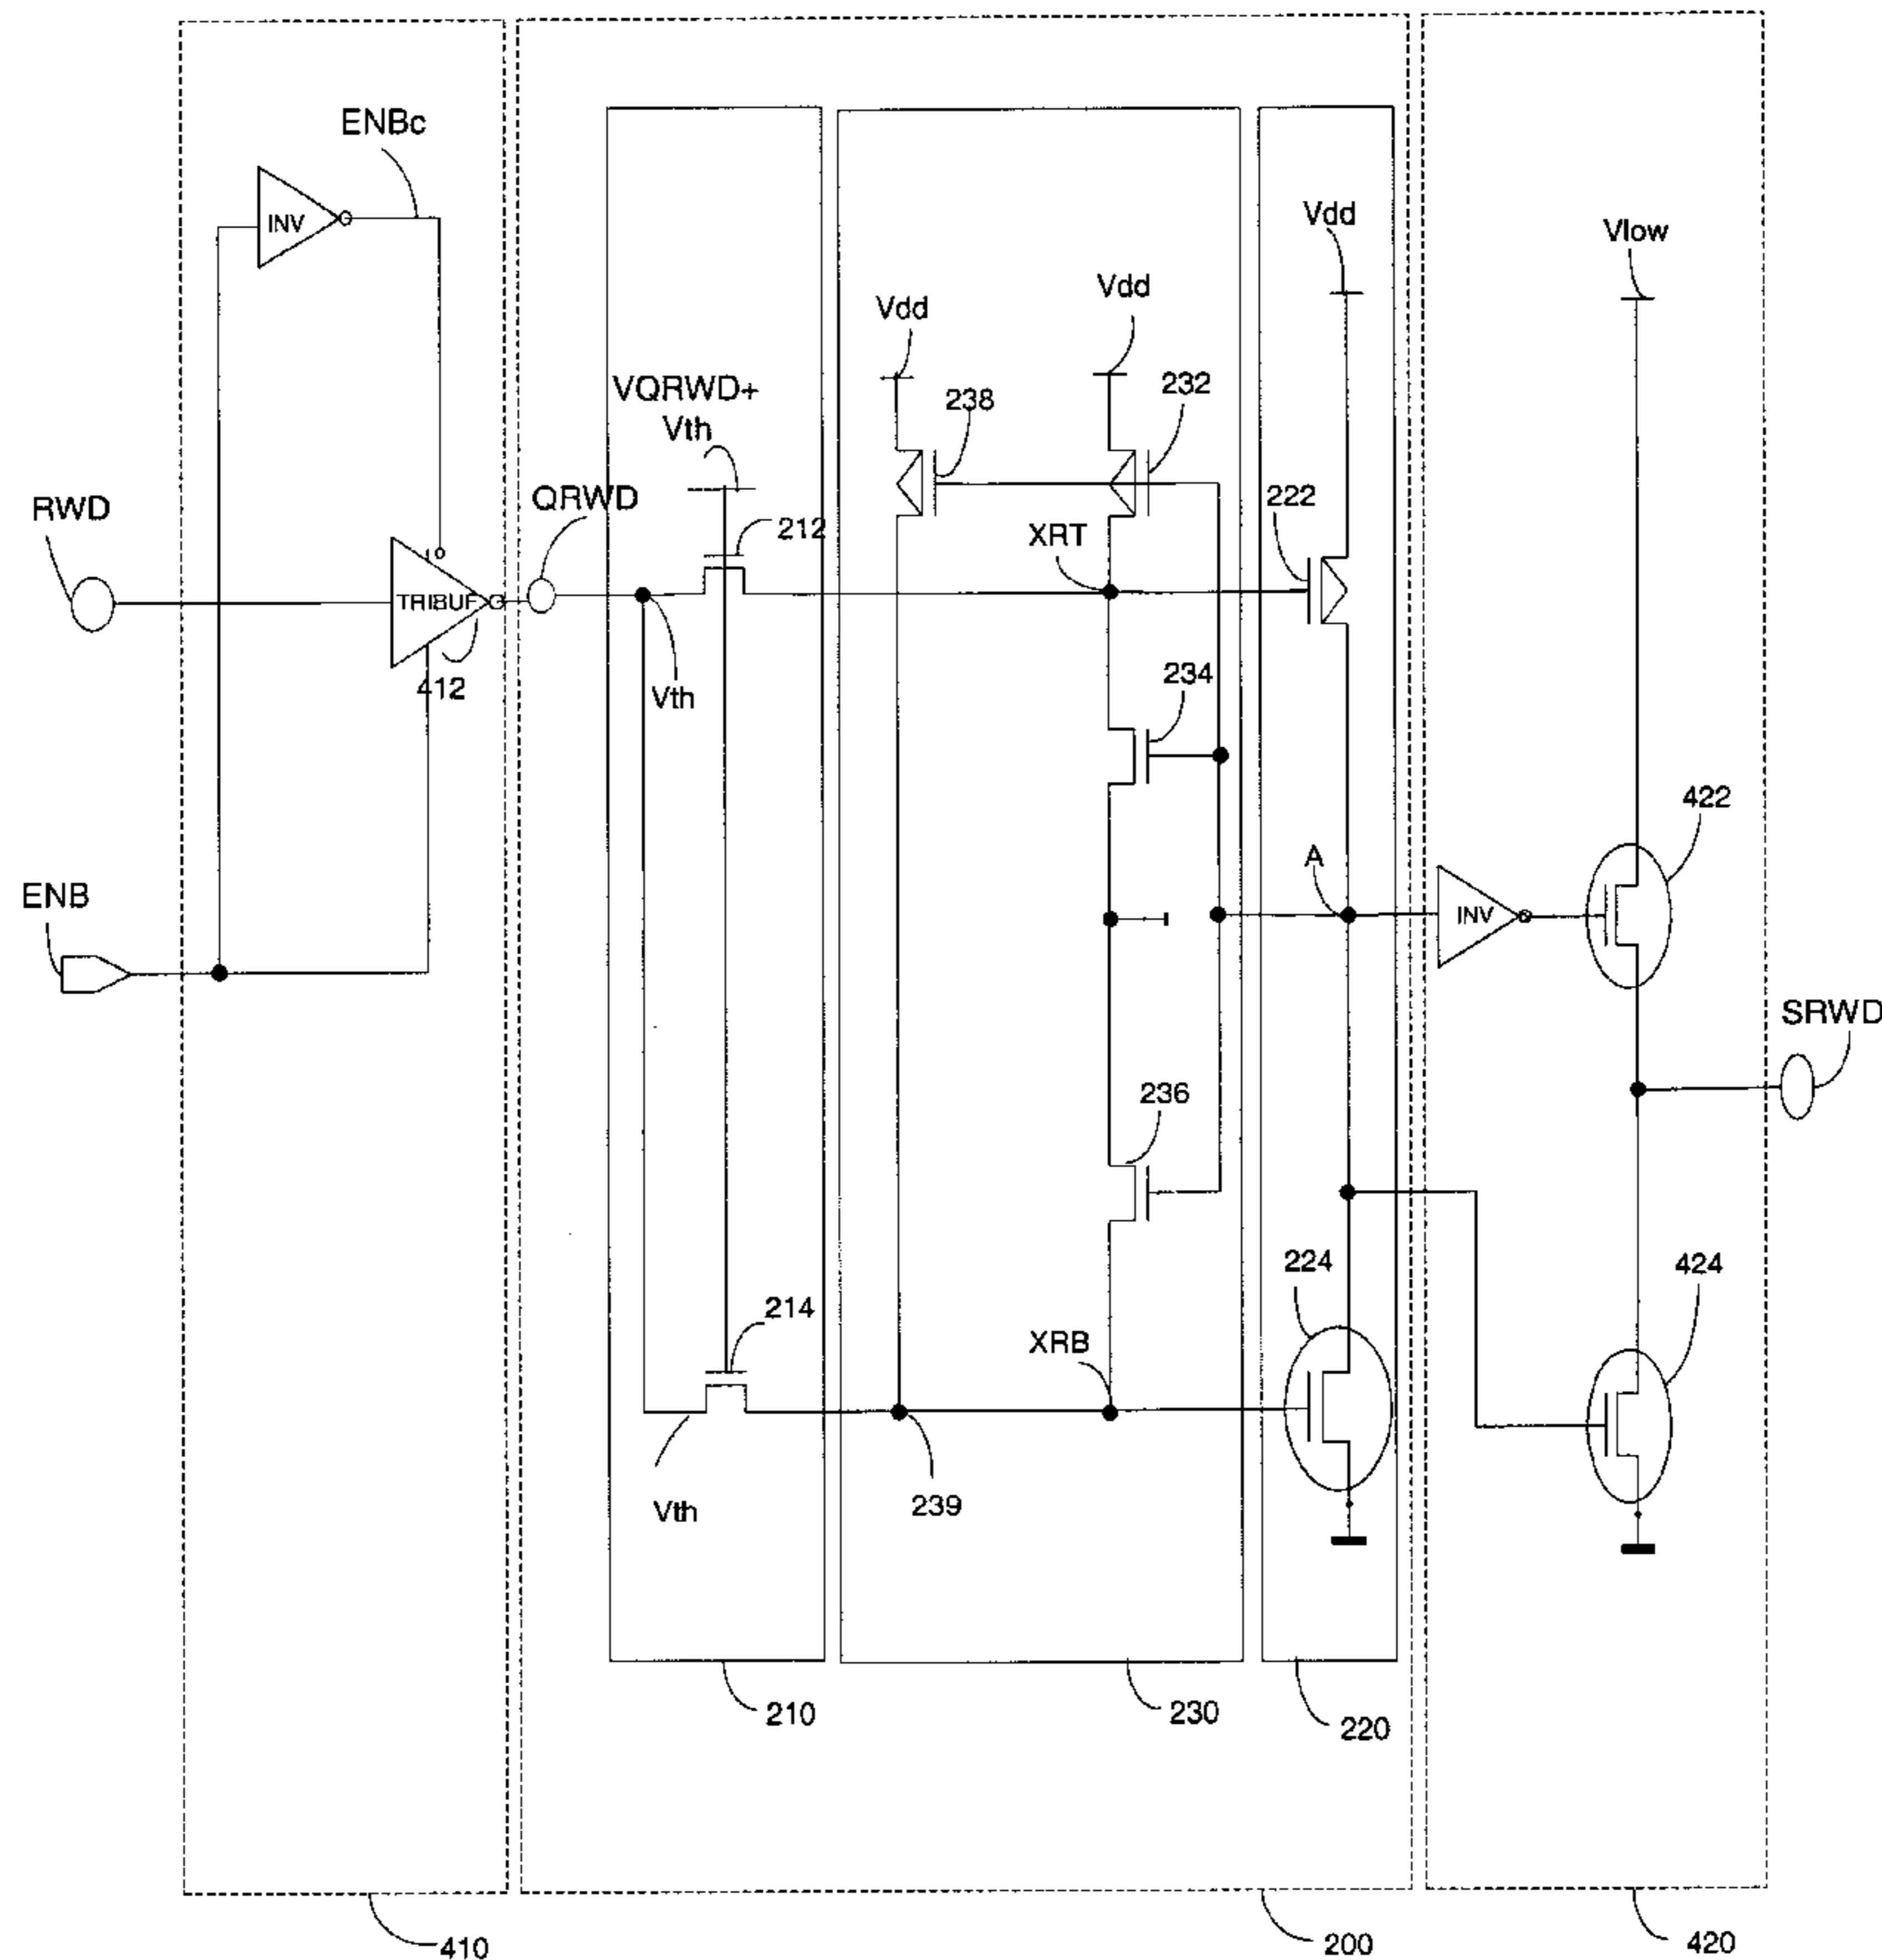 ENBc
INV
Vdd
Vlow
Vdd
Vdd
VQRWD+
Vth
238
232
RWD
QRWD
212
222
XRT
TRIBUF
412
Vth
234
422
A
ENB
INV
SRWD
236
224
424
214
XRB
Vth
239
210
230
220
410
200
420